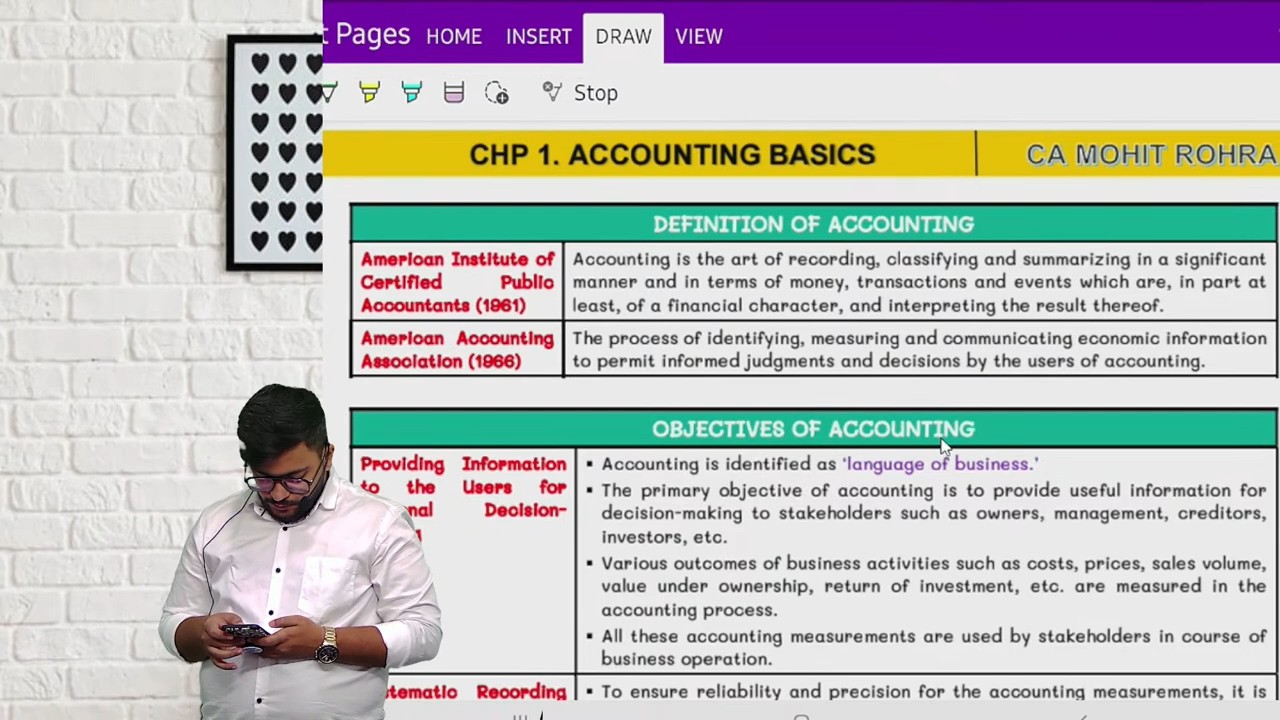 t Pages HOME INSERT DRAW VIEW
Stop
CHP 1. ACCOUNTING BASICS CA MOHIT ROHRA
DEFINITION OF ACCOUNTING
American Institute of
Certified Public
Accountants (1961)
Accounting is the art of recording, classifying and summarizing in a significant
manner and in terms of money, transactions and events which are, in part at
least, of a financial character, and interpreting the result thereof.
American Accounting
Association (1966)
The process of identifying, measuring and communicating economic information
to permit informed judgments and decisions by the users of accounting.
OBJECTIVES OF ACCOUNTING
Providing Information
to the Users for
nal Decision-
▪ Accounting is identified as ‘language of business.’
▪ The primary objective of accounting is to provide useful information for
decision-making to stakeholders such as owners, management, creditors,
investors, etc.
▪ Various outcomes of business activities such as costs, prices, sales volume,
value under ownership, return of investment, etc. are measured in the
accounting process.
▪ All these accounting measurements are used by stakeholders in course of
business operation.
tematic Recording
▪ To ensure reliability and precision for the accounting measurements, it is